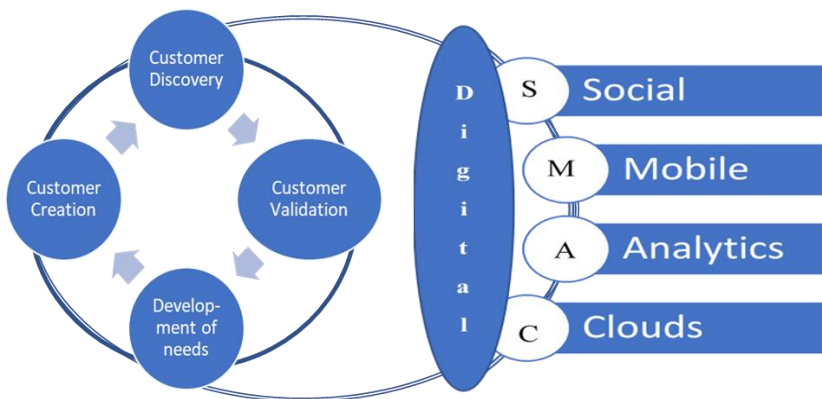 Customer
Discovery
Customer
Creation
Customer
Validation
Develop-
ment of
needs
D
i
g
i
t
a
l
S
Social
M
Mobile
A
Analytics
C
Clouds